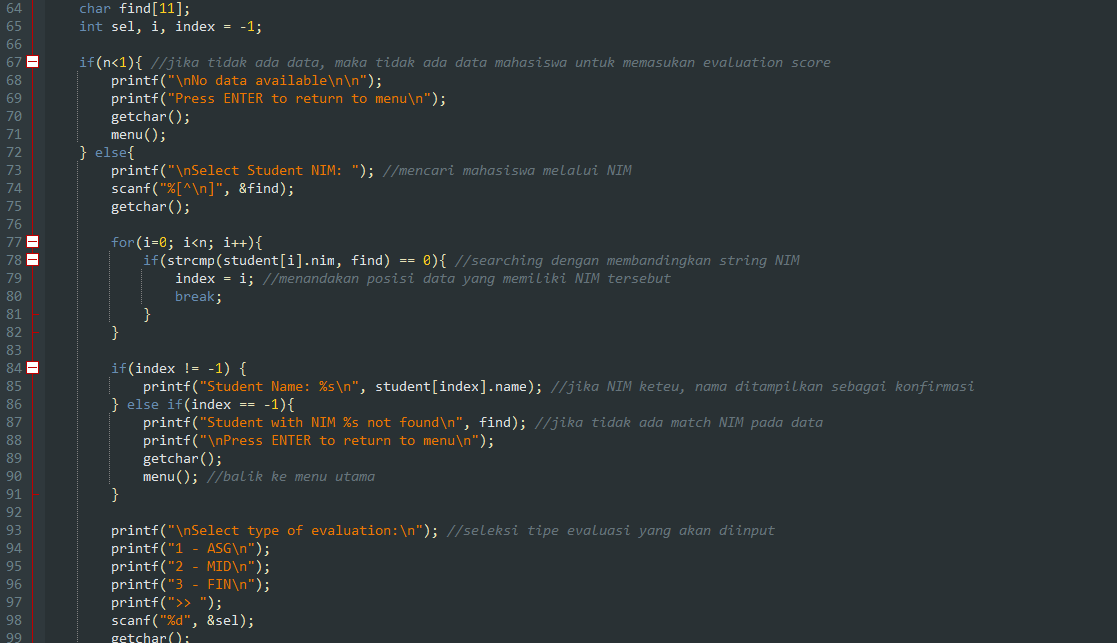 64 char find[11];
65 int sel, i, index = -1;
66
67 if(n<1){ //jika tidak ada data, maka tidak ada data mahasiswa untuk memasukan evaluation score
68 printf("\nNo data available\n\n");
69 printf("Press ENTER to return to menu\n");
70 getchar();
71 menu();
72 } else{
73 printf("\nSelect Student NIM: "); //mencari mahasiswa melalui NIM
74 scanf("%[^\n]", &find);
75 getchar();
76
77 for(i=0; i<n; i++){
78 if(strcmp(student[i].nim, find) == 0){ //searching dengan membandingkan string NIM
79 index = i; //menandakan posisi data yang memiliki NIM tersebut
80 break;
81 }
82 }
83
84 if(index != -1) {
85 printf("Student Name: %s\n", student[index].name); //jika NIM keteu, nama ditampilkan sebagai konfirmasi
86 } else if(index == -1){
87 printf("Student with NIM %s not found\n", find); //jika tidak ada match NIM pada data
88 printf("\nPress ENTER to return to menu\n");
89 getchar();
90 menu(); //balik ke menu utama
91 }
92
93 printf("\nSelect type of evaluation:\n"); //seleksi tipe evaluasi yang akan diinput
94 printf("1 - ASG\n");
95 printf("2 - MID\n");
96 printf("3 - FIN\n");
97 printf(">> ");
98 scanf("%d", &sel);
99 getchar();